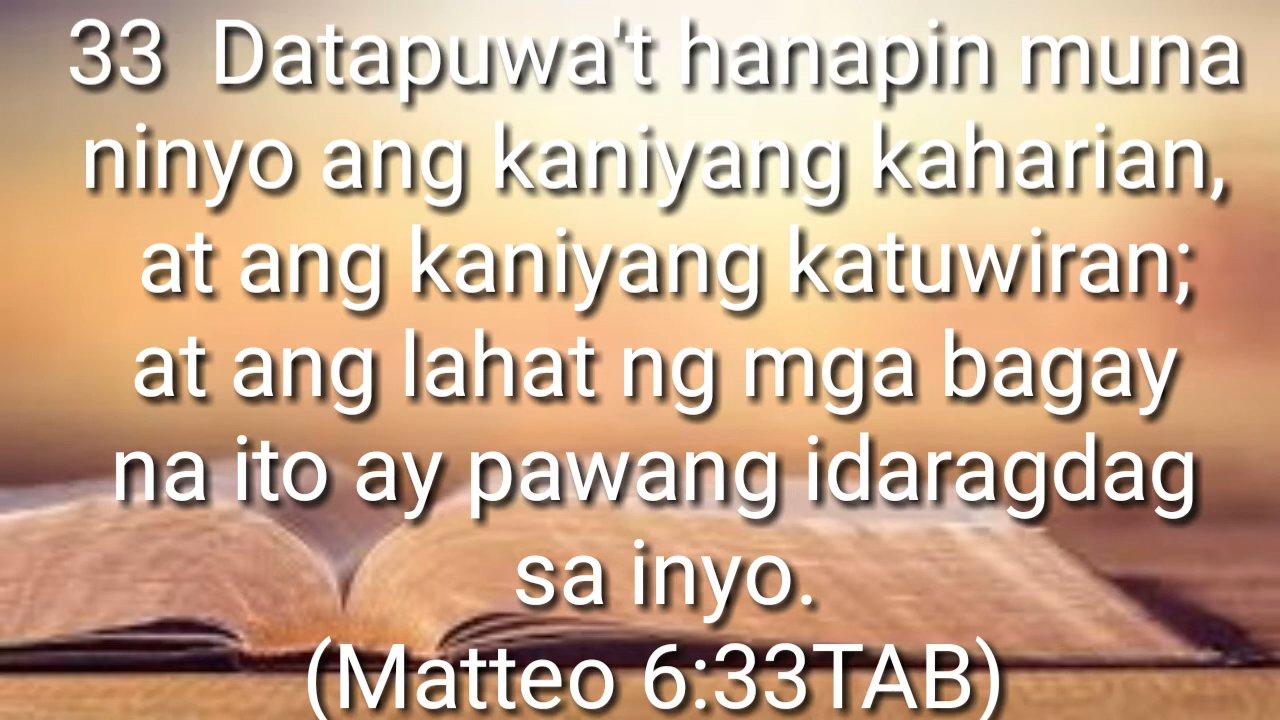 33 Datapuwa't hanapin muna
ninyo ang kaniyang kaharian,
at ang kaniyang katuwiran;
at ang lahat ng mga bagay
na ito ay pawang idaragdag
sa inyo.
(Matteo 6:33TAB)